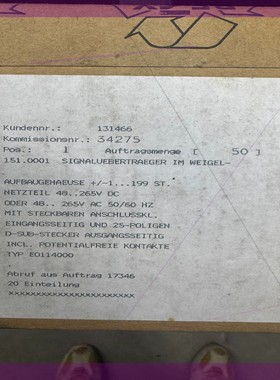 Kundennr.: 131466
Kommissionsnr.: 34275
Pos.: 1 Auftragsmenge [ 50]
151.0001 SIGNALUEBERTRAEGER IM WEIGEL-
AUFBAUGEHAEUSE +/-1...199 ST.
NETZTEIL 48..265V DC
ODER 48.. 265V AC 50/60 HZ
MIT STECKBAREN ANSCHLUSSKL.
EINGANGSSEITIG UND 25-POLIGEN
D-SUB-STECKER AUSGANGSSEITIG
INCL. POTENTIALFREIE KONTAKTE
TYP E0114000
Abruf aus Auftrag 17346
20 Einteilung
xxxxxxxxxxxxxxxxxxxxxxx